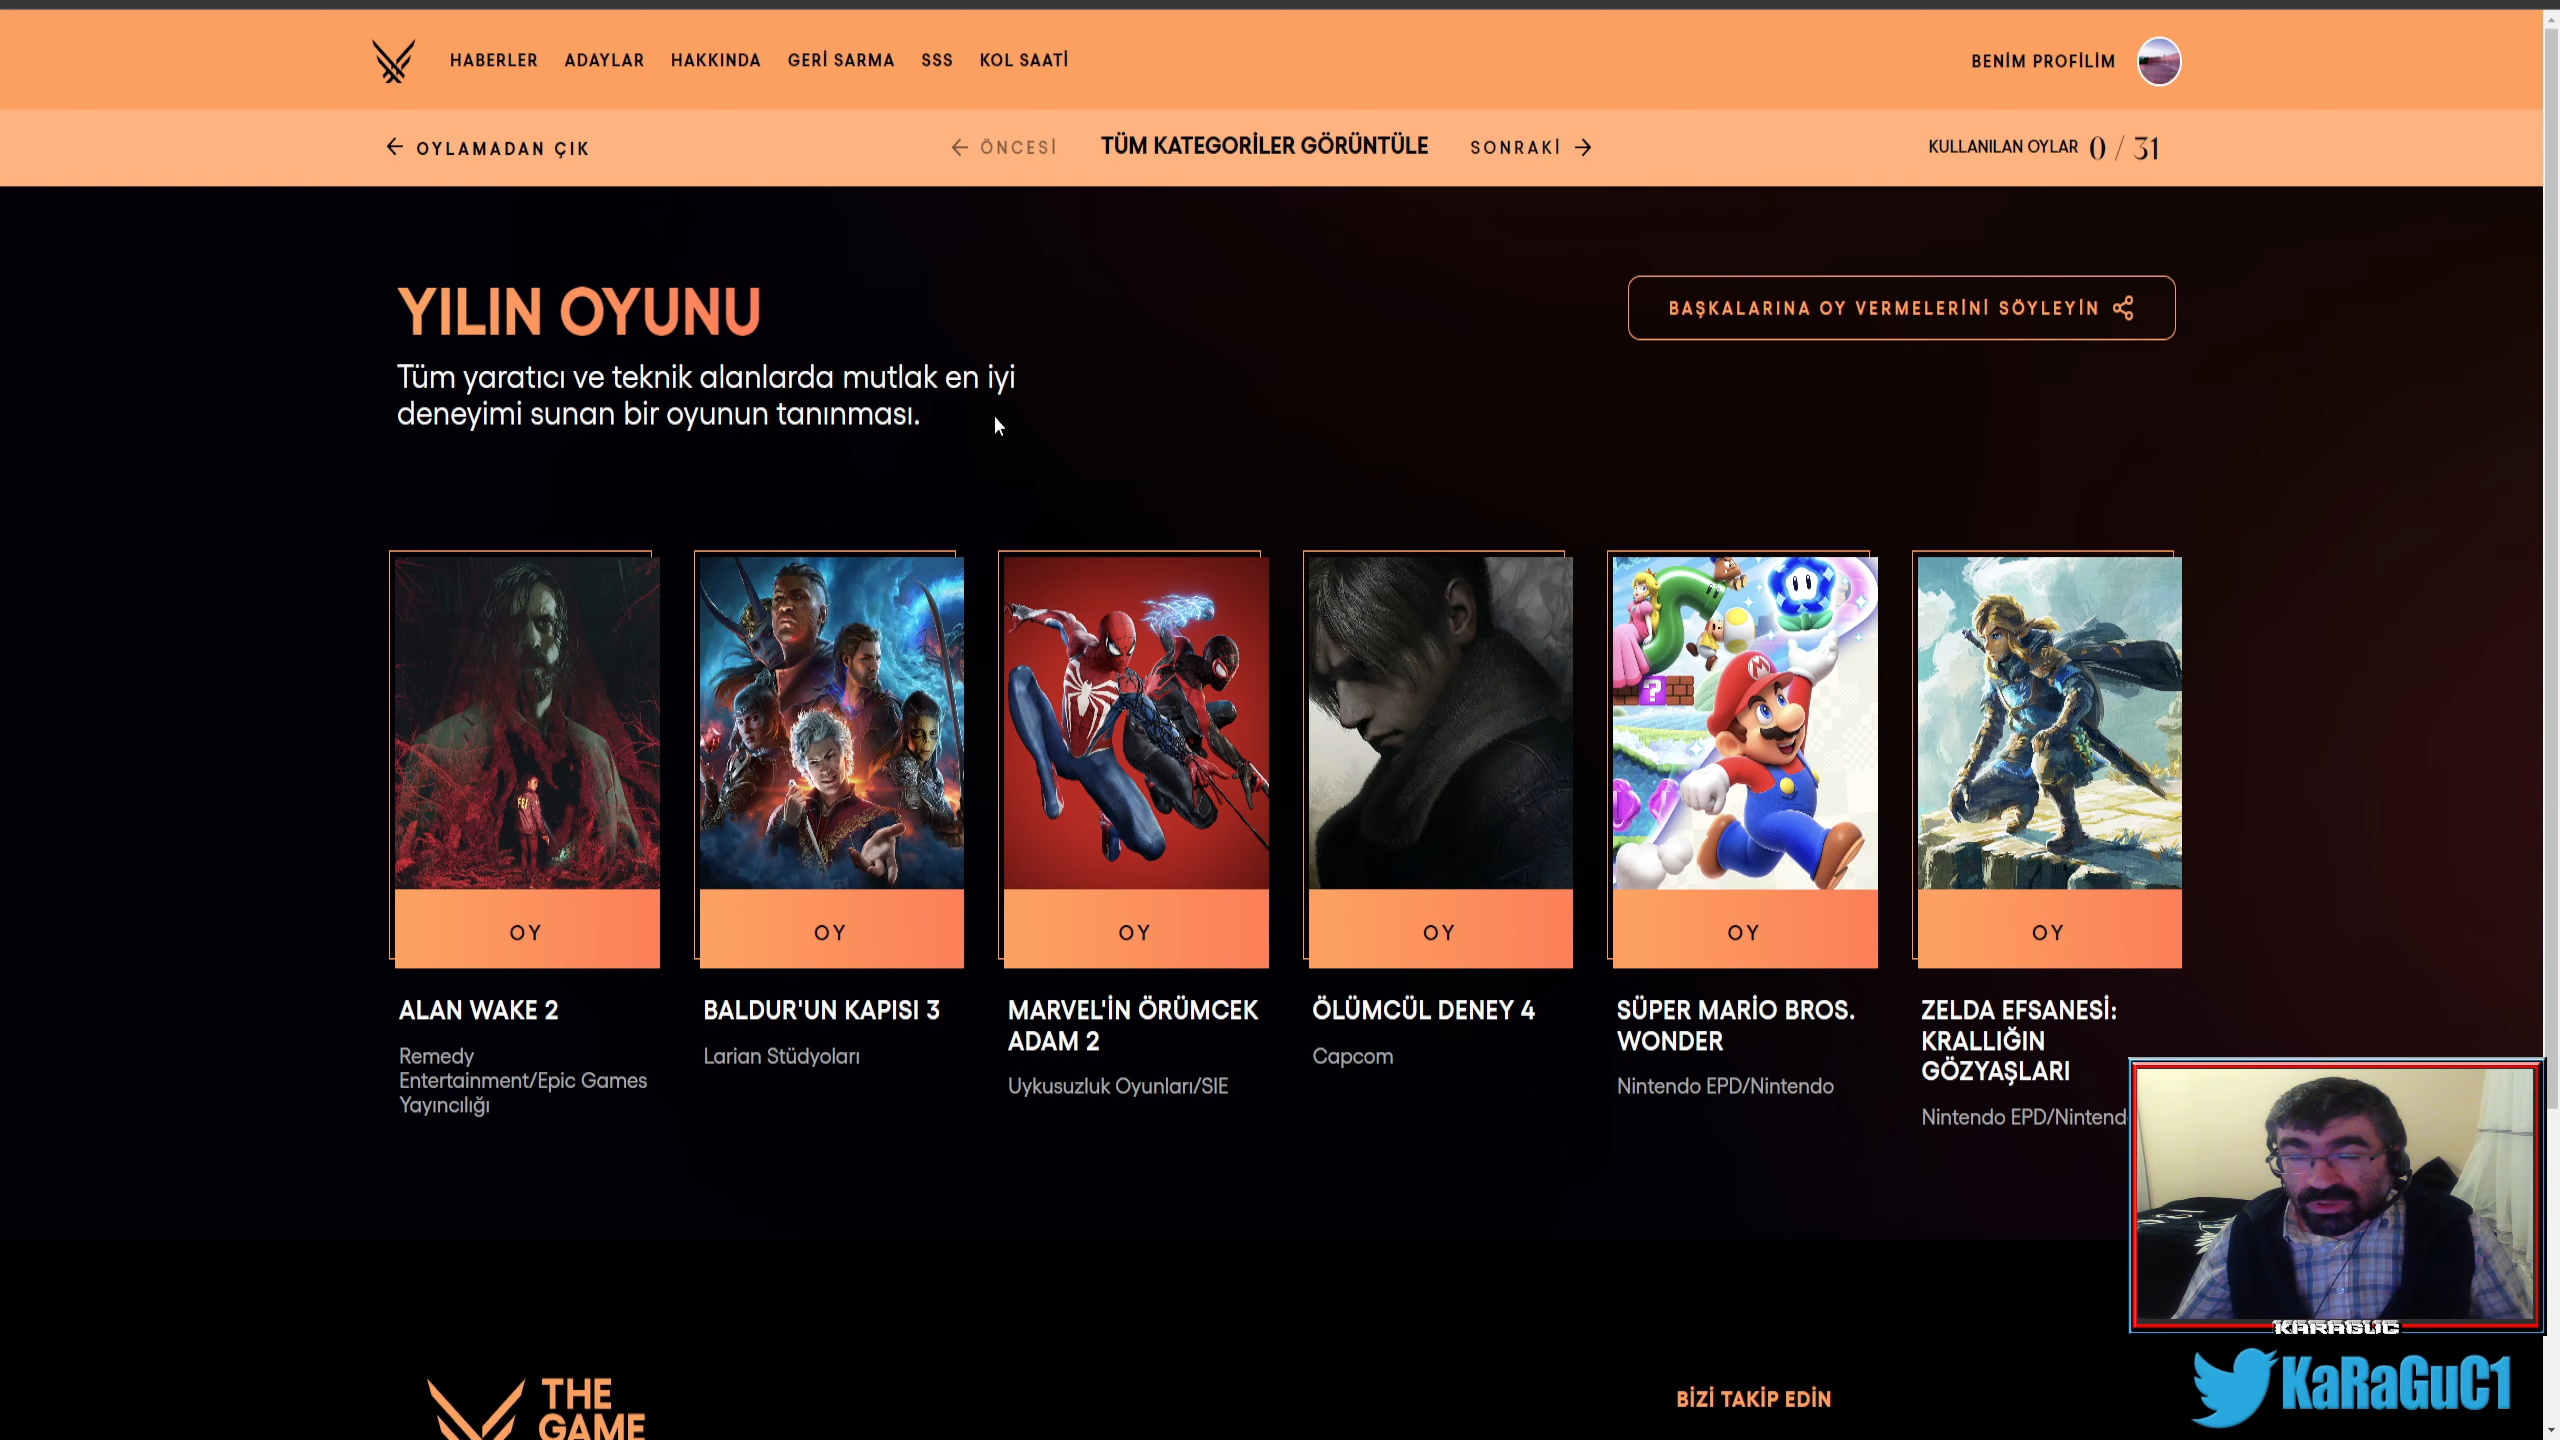 HABERLER ADAYLAR HAKKINDA GERİ SARMA SSS KOL SAATİ BENİM PROFİLİM
← OYLAMADAN ÇIK ← ÖNCESİ TÜM KATEGORİLER GÖRÜNTÜLE SONRAKİ → KULLANILAN OYLAR 0 / 31
YILIN OYUNU
BAŞKALARINA OY VERMELERİNİ SÖYLEYİN
Tüm yaratıcı ve teknik alanlarda mutlak en iyi
deneyimi sunan bir oyunun tanınması.
OY OY OY OY OY OY
ALAN WAKE 2
Remedy
Entertainment/Epic Games
Yayıncılığı
BALDUR'UN KAPISI 3
Larian Stüdyoları
MARVEL'İN ÖRÜMCEK
ADAM 2
Uykusuzluk Oyunları/SIE
ÖLÜMCÜL DENEY 4
Capcom
SÜPER MARİO BROS.
WONDER
Nintendo EPD/Nintendo
ZELDA EFSANESİ:
KRALLIĞIN
GÖZYAŞLARI
Nintendo EPD/Nintend
KARAGUC
KaRaGuC1
THE
GAME
BİZİ TAKİP EDİN